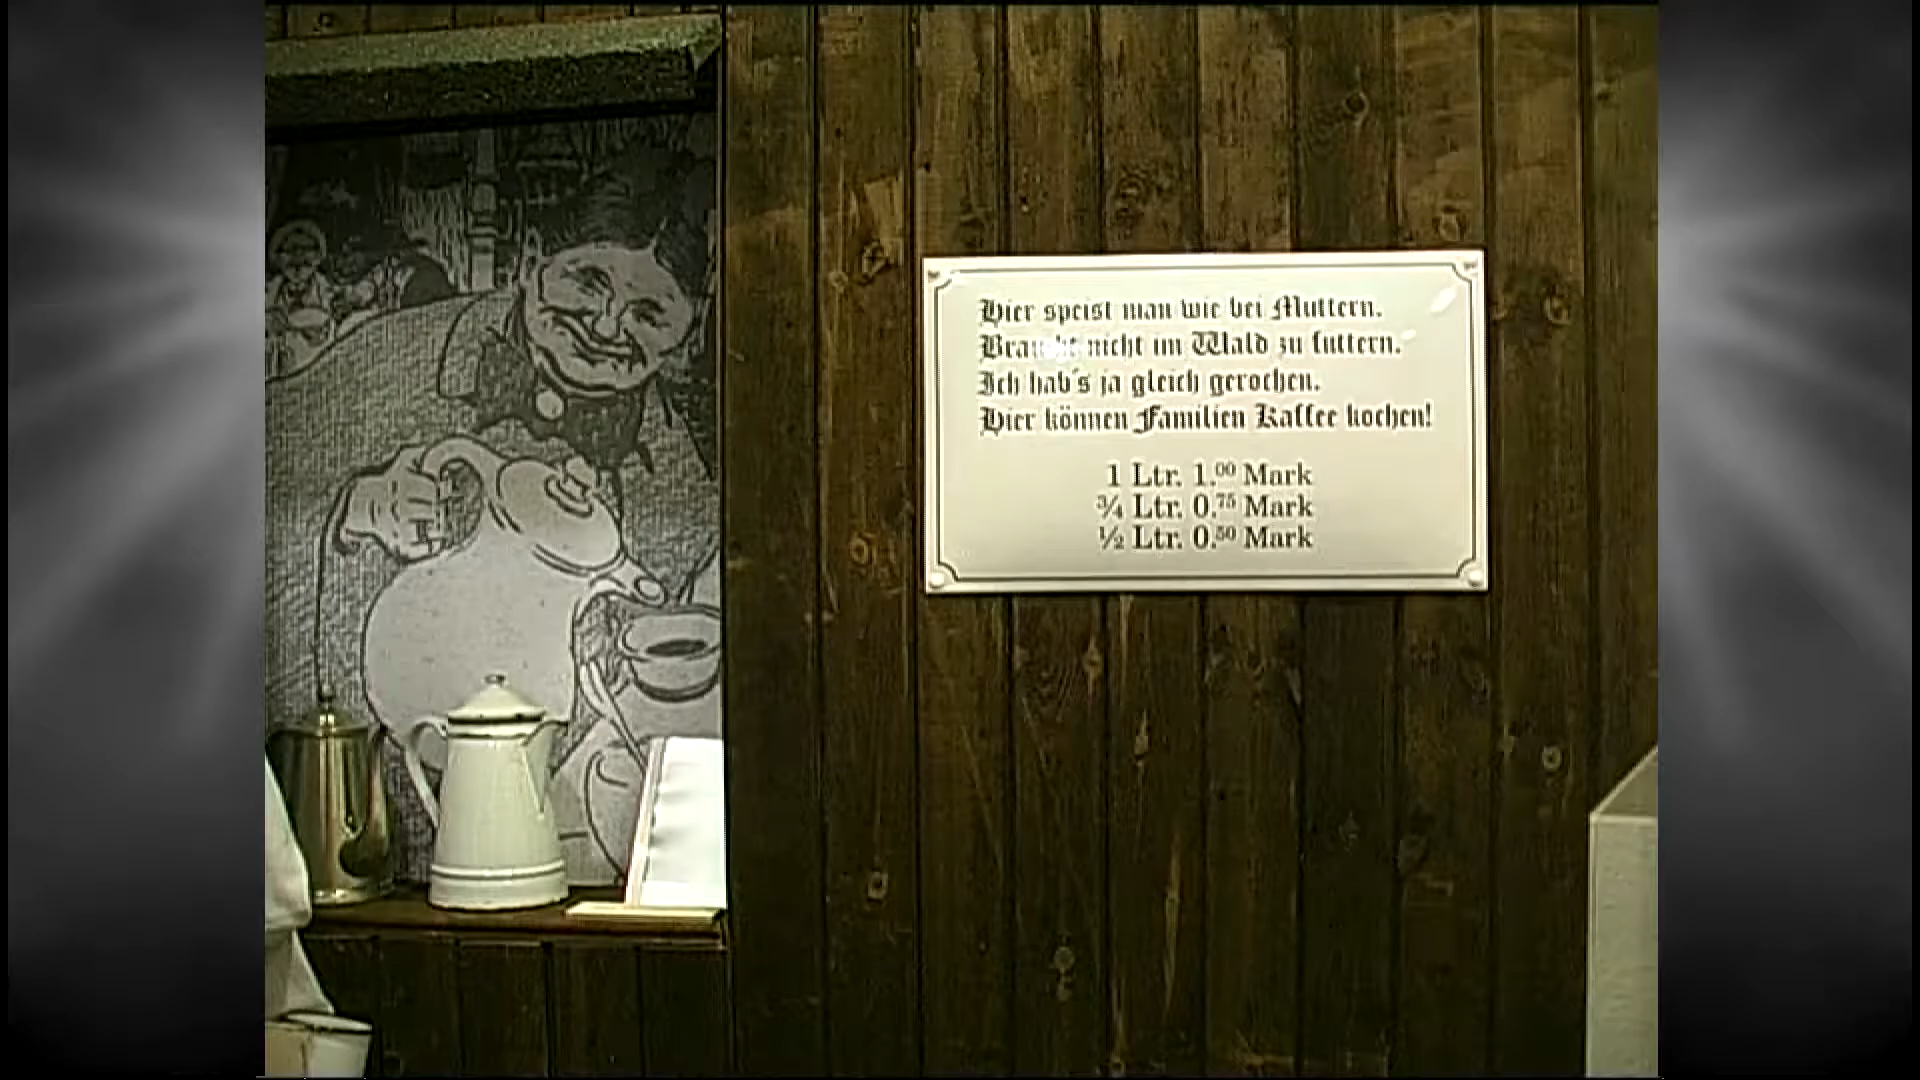 Hier speist man wie bei Muttern.
Braucht nicht im Wald zu futtern.
Ich hab's ja gleich gerochen.
Hier können Familien Kaffee kochen!
1 Ltr. 1.00 Mark
¾ Ltr. 0.75 Mark
½ Ltr. 0.50 Mark